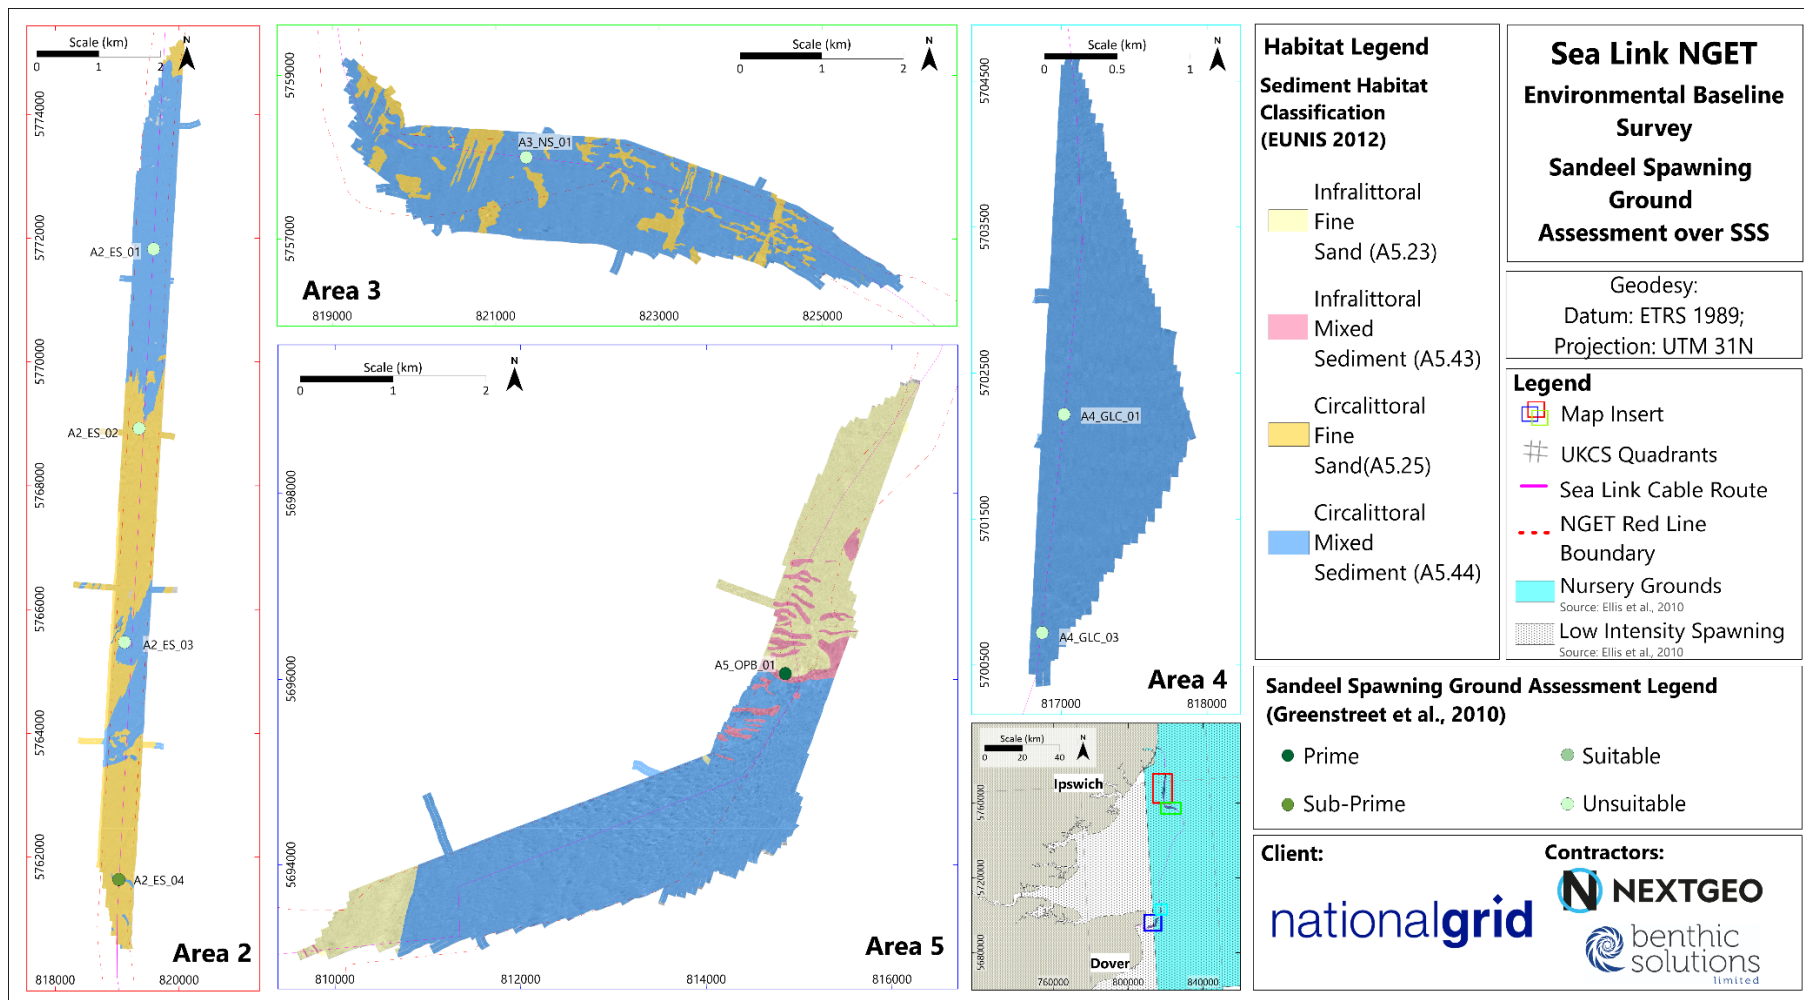 Scale (km)
N
0 1 2
5774000
5772000
5770000
5768000
5766000
5764000
5762000
A2_ES_01
A2_ES_02
A2_ES_03
A2_ES_04
Area 2
818000 820000
Scale (km)
N
0 1 2
5759000
5757000
A3_NS_01
Area 3
819000 821000 823000 825000
Scale (km)
N
0 1 2
5698000
5696000
5694000
A5_OPB_01
Area 5
810000 812000 814000 816000
Scale (km)
N
0 0.5 1
5704500
5703500
5702500
5701500
5700500
A4_GLC_01
A4_GLC_03
Area 4
817000 818000
Scale (km)
N
0 20 40
Ipswich
Dover
5760000
5720000
5680000
760000 800000 840000
Habitat Legend
Sediment Habitat
Classification
(EUNIS 2012)
Infralittoral
Fine
Sand (A5.23)
Infralittoral
Mixed
Sediment (A5.43)
Circalittoral
Fine
Sand(A5.25)
Circalittoral
Mixed
Sediment (A5.44)
Sea Link NGET
Environmental Baseline
Survey
Sandeel Spawning
Ground
Assessment over SSS
Geodesy:
Datum: ETRS 1989;
Projection: UTM 31N
Legend
Map Insert
UKCS Quadrants
Sea Link Cable Route
NGET Red Line
Boundary
Nursery Grounds
Source: Ellis et al., 2010
Low Intensity Spawning
Source: Ellis et al., 2010
Sandeel Spawning Ground Assessment Legend
(Greenstreet et al., 2010)
Prime
Suitable
Sub-Prime
Unsuitable
Client:
nationalgrid
Contractors:
N NEXTGEO
benthic
solutions
limited